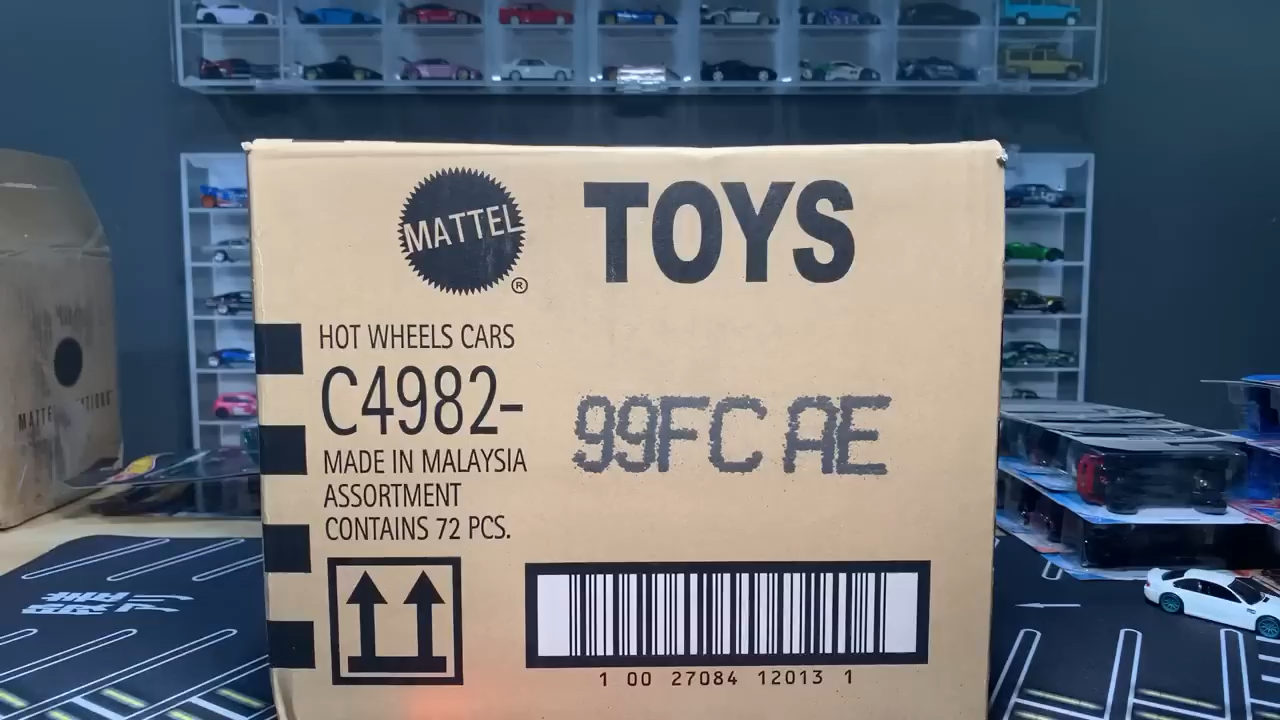 MATTEL
®
TOYS
HOT WHEELS CARS
C4982-
99FC AE
MADE IN MALAYSIA
ASSORTMENT
CONTAINS 72 PCS.
1 00 27084 12013 1